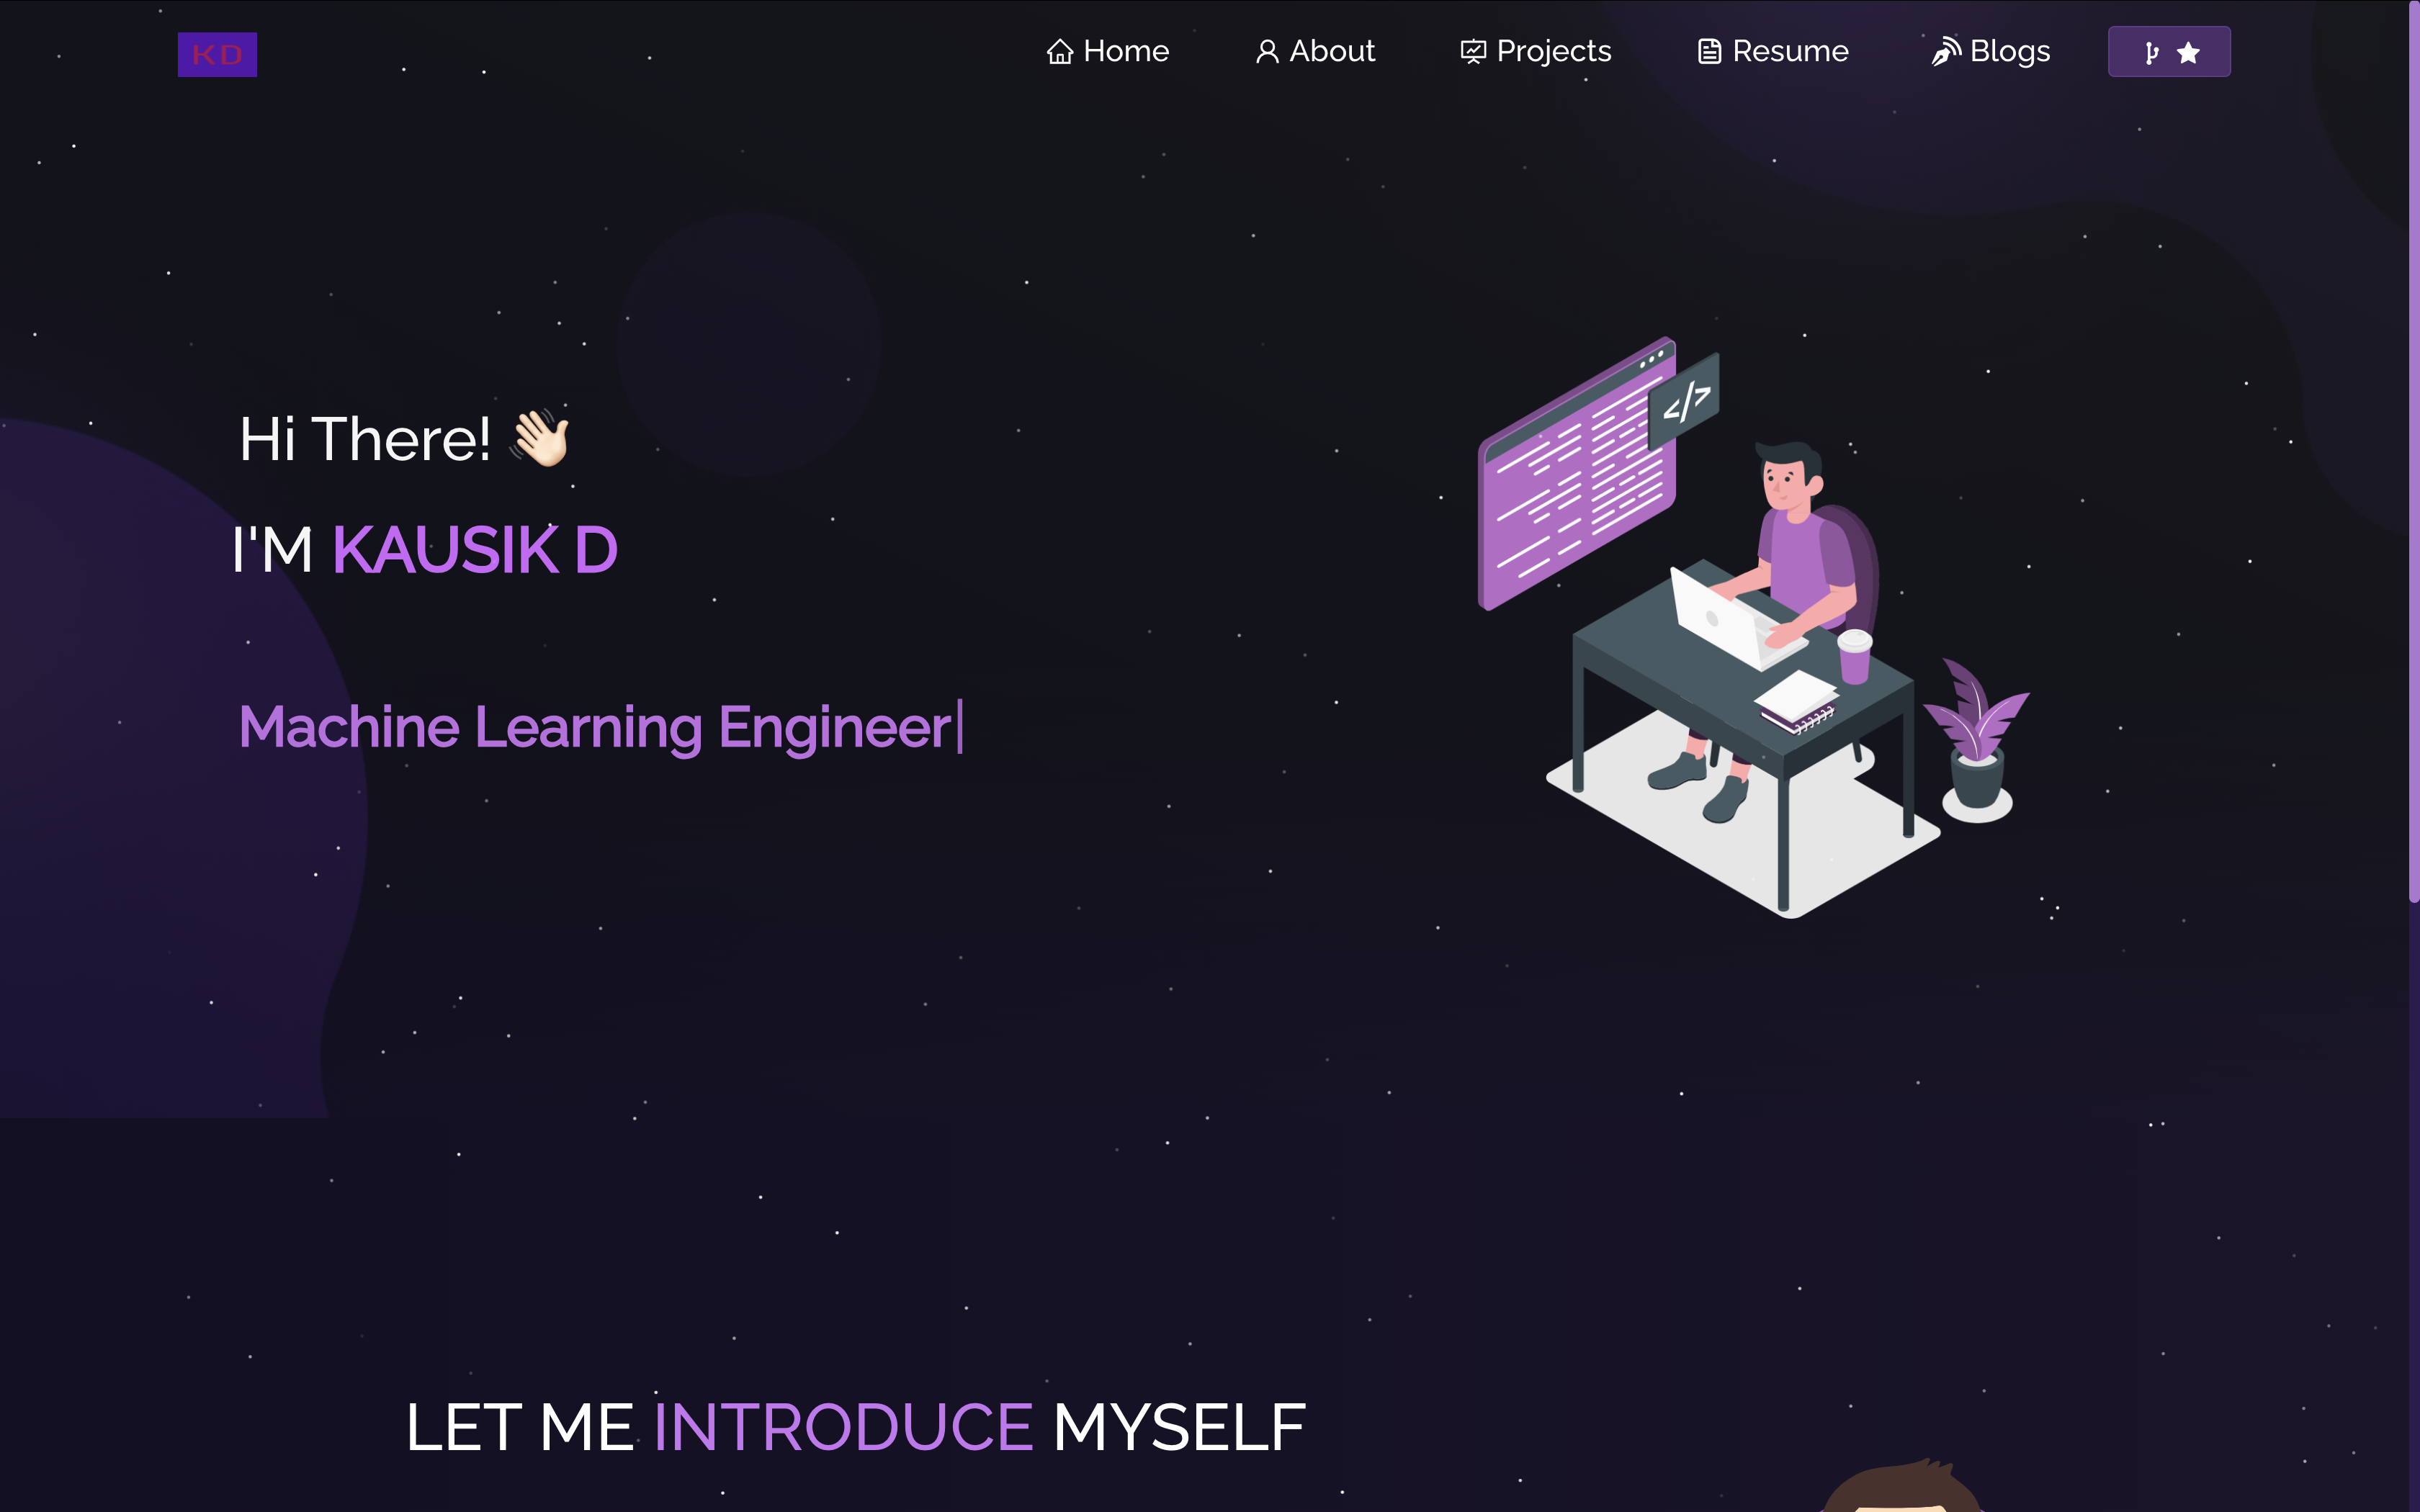 KD
Home About Projects Resume Blogs
</>
Hi There! 👋🏻
I'M KAUSIK D
Machine Learning Engineer|
LET ME INTRODUCE MYSELF